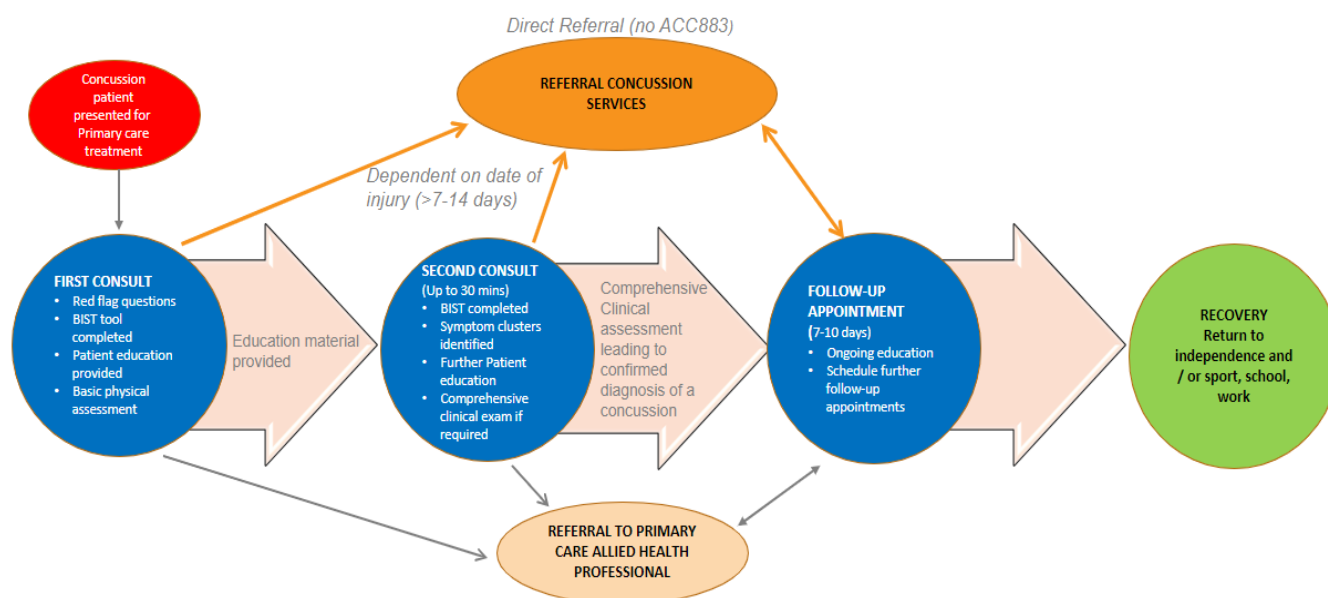 Direct Referral (no ACC883)
REFERRAL CONCUSSION
SERVICES
Concussion
patient
presented for
Primary care
treatment
Dependent on date of
injury (>7-14 days)
FIRST CONSULT
• Red flag questions
• BIST tool
completed
• Patient education
provided
• Basic physical
assessment
Education material
provided
SECOND CONSULT
(Up to 30 mins)
• BIST completed
• Symptom clusters
identified
• Further Patient
education
• Comprehensive
clinical exam if
required
Comprehensive
Clinical
assessment
leading to
confirmed
diagnosis of a
concussion
FOLLOW-UP
APPOINTMENT
(7-10 days)
• Ongoing education
• Schedule further
follow-up
appointments
RECOVERY
Return to
independence and
/ or sport, school,
work
REFERRAL TO PRIMARY
CARE ALLIED HEALTH
PROFESSIONAL